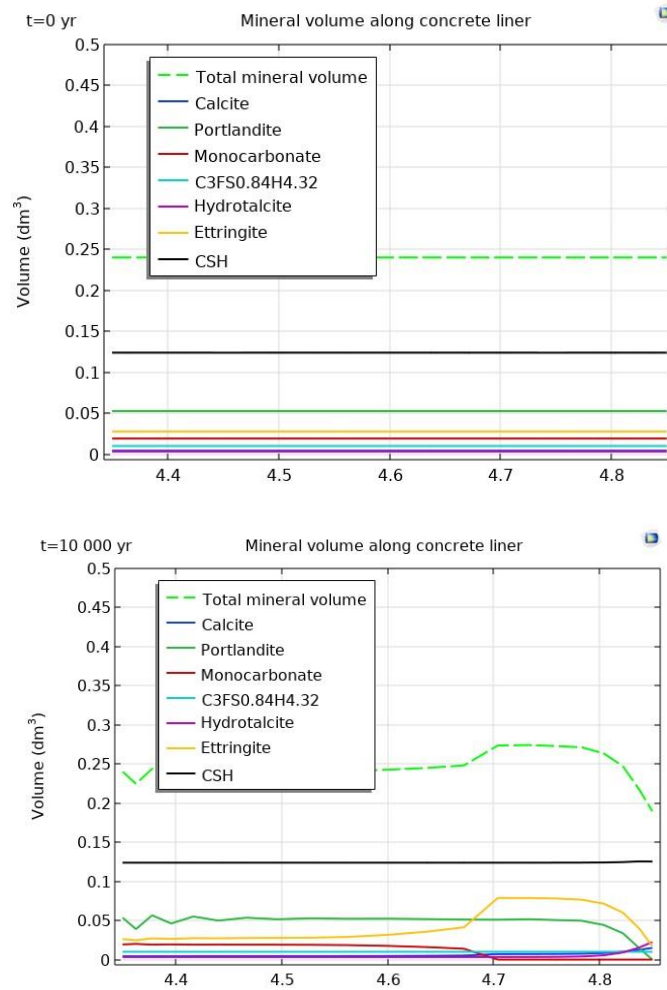 t=0 yr Mineral volume along concrete liner
0.5
0.45
0.4
0.35
0.3
0.25
0.2
0.15
0.1
0.05
0
Volume (dm³)
Total mineral volume
Calcite
Portlandite
Monocarbonate
C3FS0.84H4.32
Hydrotalcite
Ettringite
CSH
4.4 4.5 4.6 4.7 4.8
t=10 000 yr Mineral volume along concrete liner
0.5
0.45
0.4
0.35
0.3
0.25
0.2
0.15
0.1
0.05
0
Volume (dm³)
Total mineral volume
Calcite
Portlandite
Monocarbonate
C3FS0.84H4.32
Hydrotalcite
Ettringite
CSH
4.4 4.5 4.6 4.7 4.8